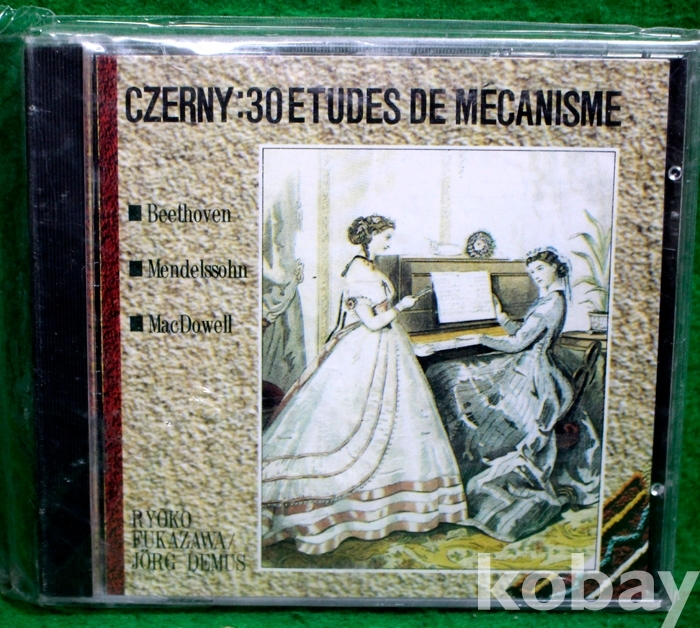 CZERNY:30 ETUDES DE MÉCANISME
■ Beethoven
■ Mendelssohn
■ MacDowell
RYOKO
FUKAZAWA/
JÖRG DEMUS
kobay